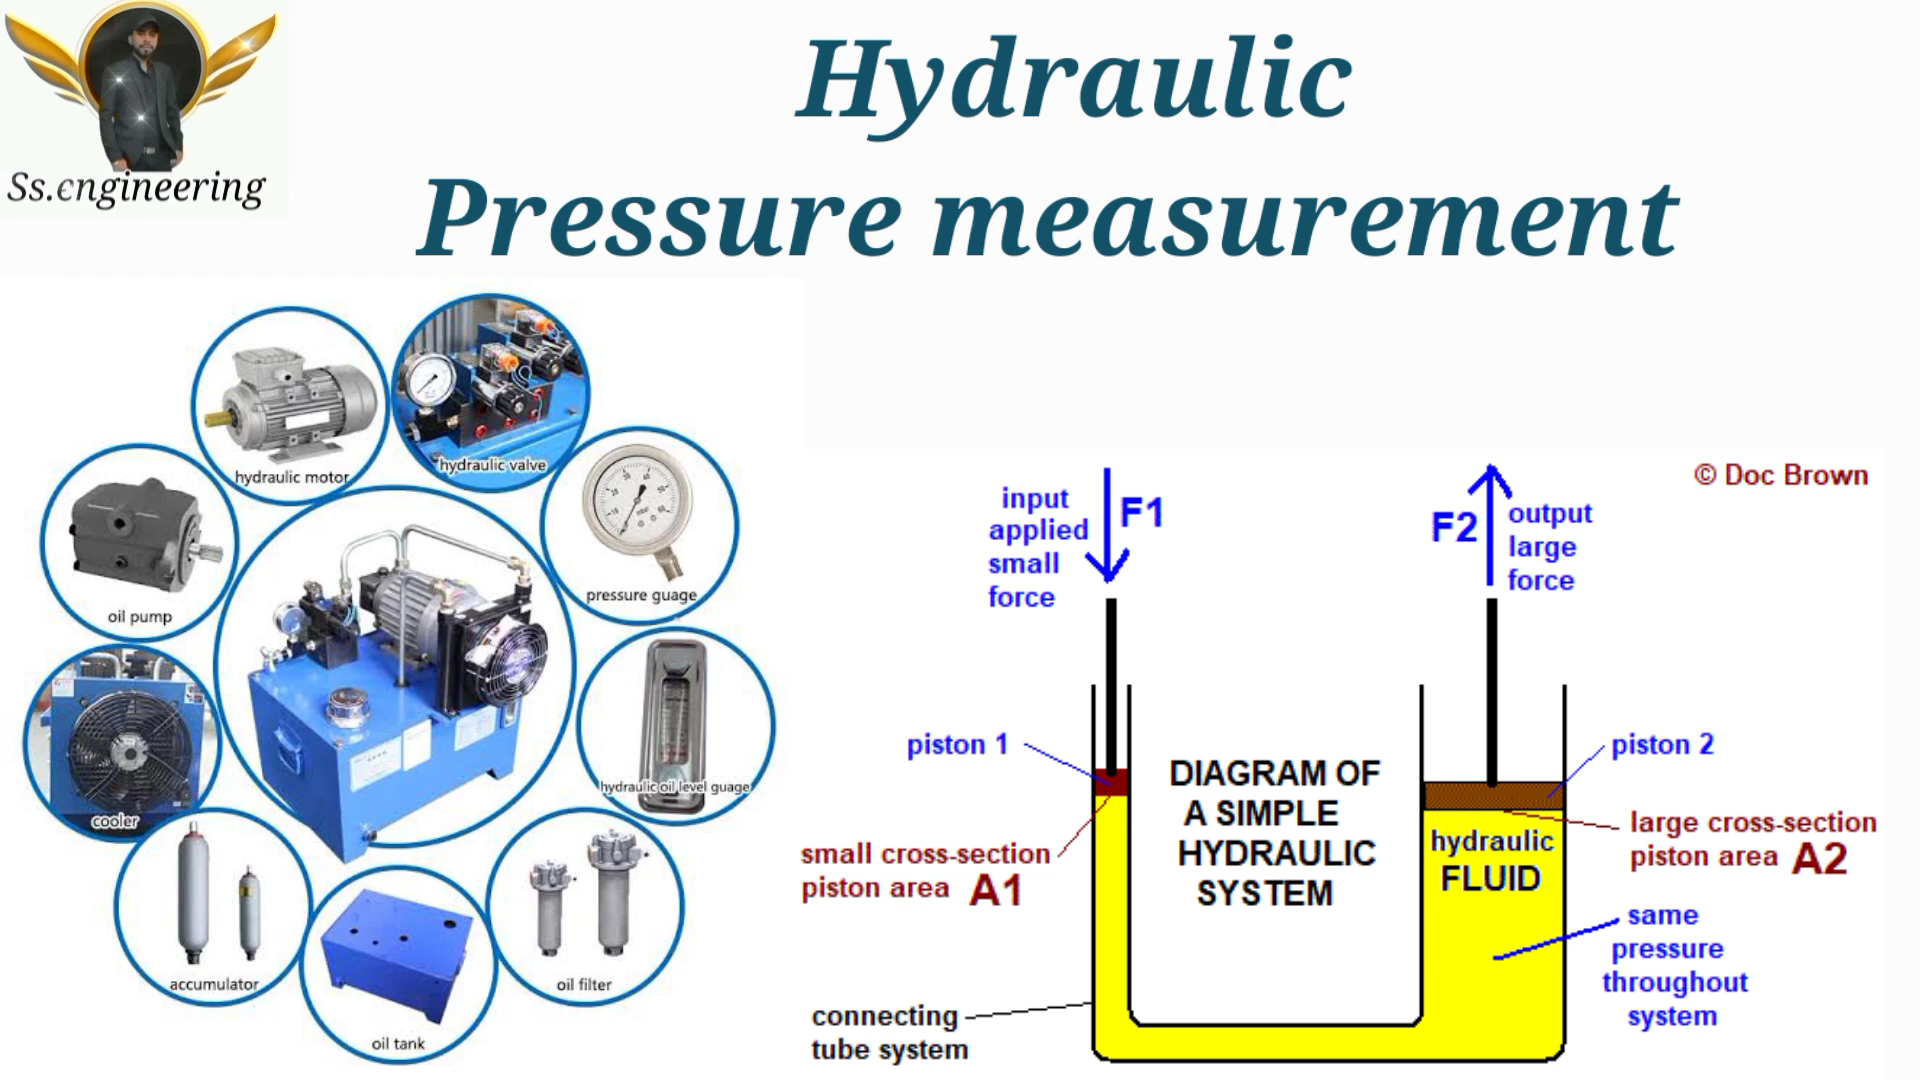 Ss.engineering
Hydraulic
Pressure measurement
hydraulic motor
hydraulic valve
oil pump
pressure guage
cooler
hydraulic oil level guage
accumulator
oil filter
oil tank
© Doc Brown
input
applied
small
force
F1
F2
output
large
force
piston 1
piston 2
DIAGRAM OF
A SIMPLE
HYDRAULIC
SYSTEM
small cross-section
piston area A1
large cross-section
piston area A2
hydraulic
FLUID
same
pressure
throughout
system
connecting
tube system